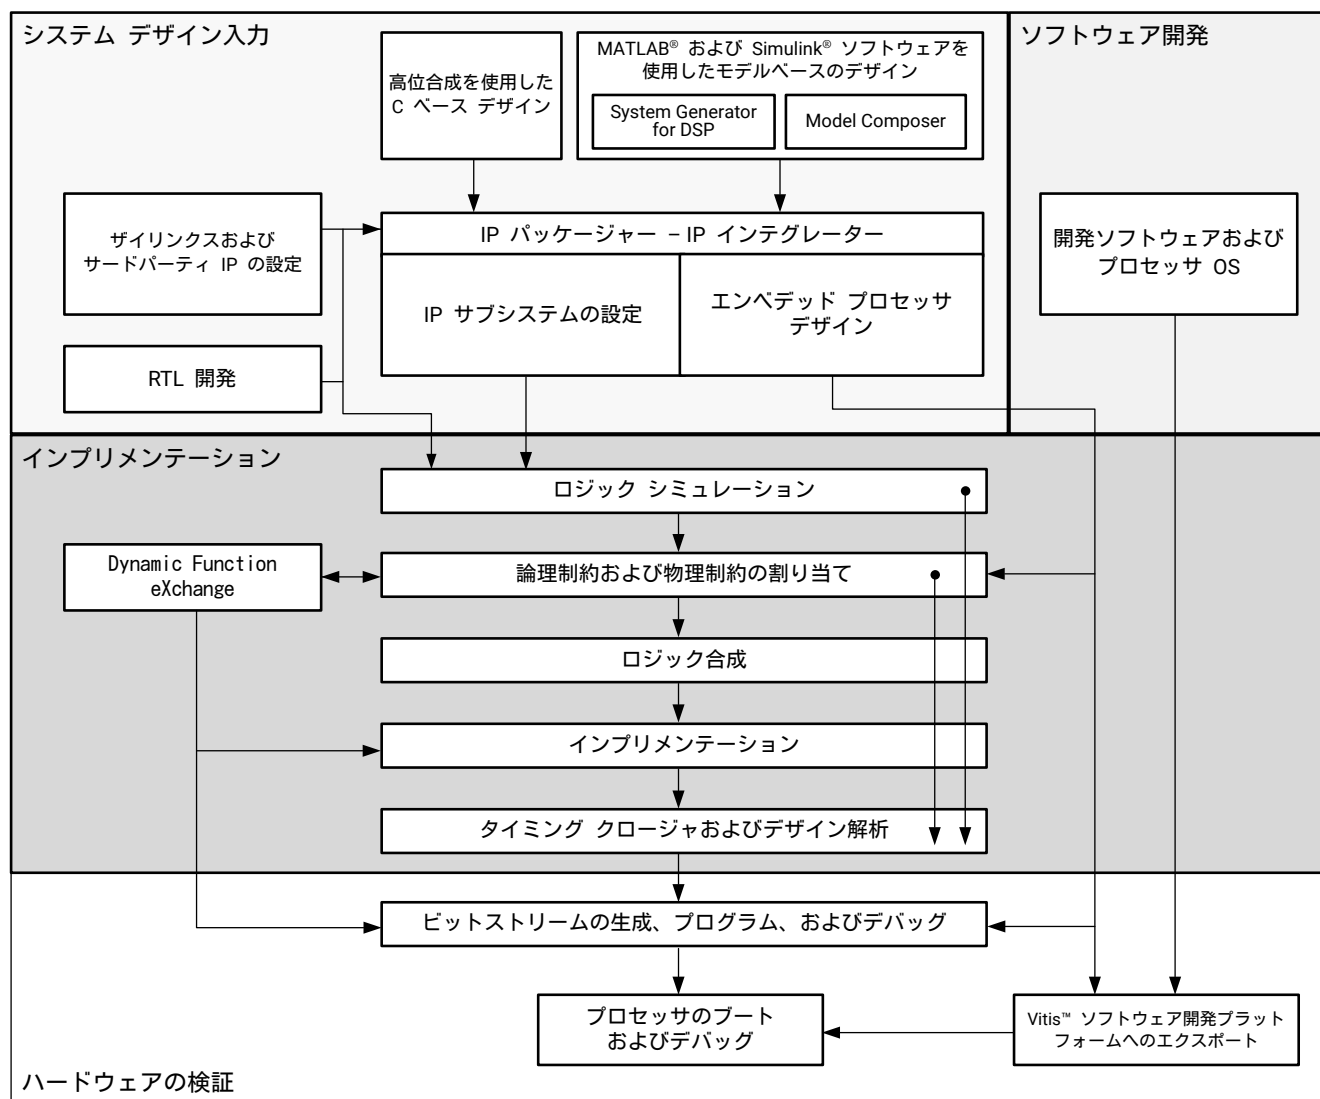 システム デザイン入力
ソフトウェア開発
高位合成を使用した
C ベース デザイン
MATLAB® および Simulink® ソフトウェアを
使用したモデルベースのデザイン
System Generator
for DSP
Model Composer
ザイリンクスおよび
サードパーティ IP の設定
IP パッケージャー – IP インテグレーター
IP サブシステムの設定
エンベデッド プロセッサ
デザイン
開発ソフトウェアおよび
プロセッサ OS
RTL 開発
インプリメンテーション
ロジック シミュレーション
Dynamic Function
eXchange
論理制約および物理制約の割り当て
ロジック合成
インプリメンテーション
タイミング クロージャおよびデザイン解析
ビットストリームの生成、プログラム、およびデバッグ
プロセッサのブート
およびデバッグ
Vitis™ ソフトウェア開発プラット
フォームへのエクスポート
ハードウェアの検証